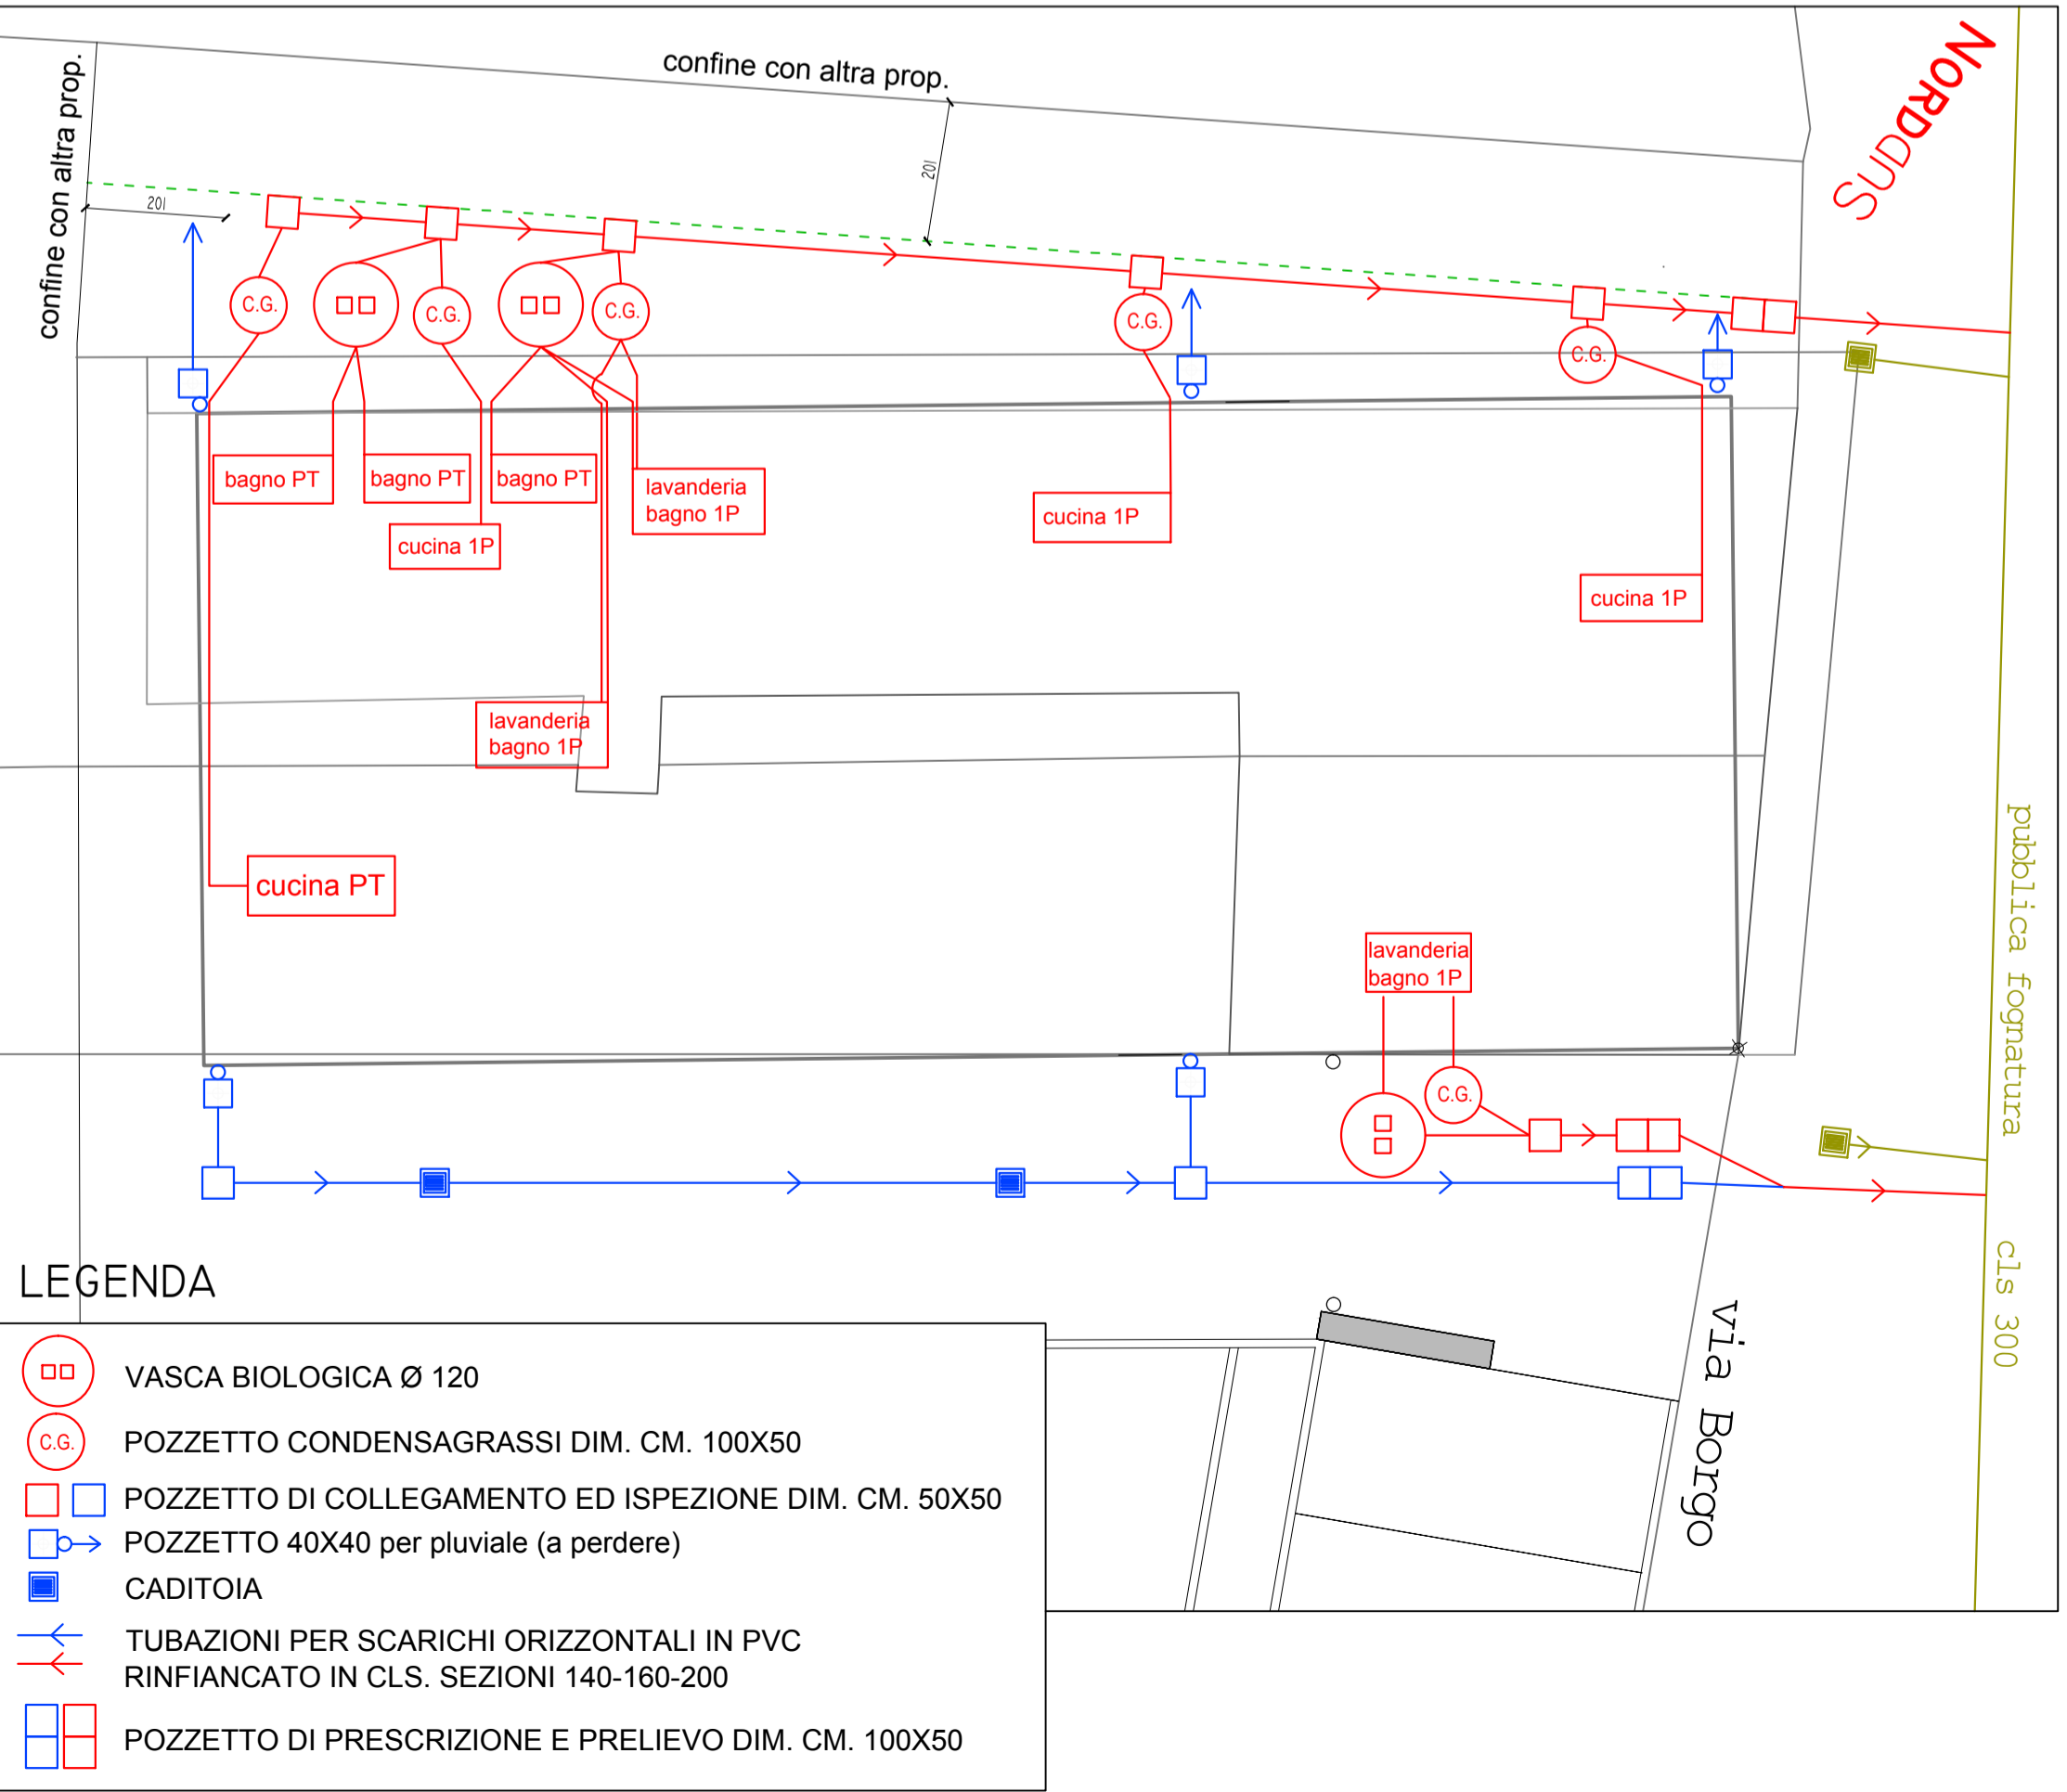 confine con altra prop.
confine con altra prop.
NORD
SUD
201
201
C.G.
C.G.
C.G.
C.G.
C.G.
bagno PT
bagno PT
bagno PT
lavanderia
bagno 1P
cucina 1P
cucina 1P
cucina 1P
lavanderia
bagno 1P
cucina PT
lavanderia
bagno 1P
C.G.
pubblica fognatura cls 300
via Borgo
LEGENDA
VASCA BIOLOGICA Ø 120
C.G.
POZZETTO CONDENSAGRASSI DIM. CM. 100X50
POZZETTO DI COLLEGAMENTO ED ISPEZIONE DIM. CM. 50X50
POZZETTO 40X40 per pluviale (a perdere)
CADITOIA
TUBAZIONI PER SCARICHI ORIZZONTALI IN PVC
RINFIANCATO IN CLS. SEZIONI 140-160-200
POZZETTO DI PRESCRIZIONE E PRELIEVO DIM. CM. 100X50